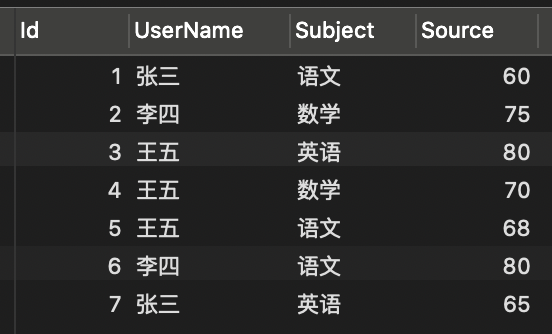 Id UserName Subject Source
1 张三 语文 60
2 李四 数学 75
3 王五 英语 80
4 王五 数学 70
5 王五 语文 68
6 李四 语文 80
7 张三 英语 65